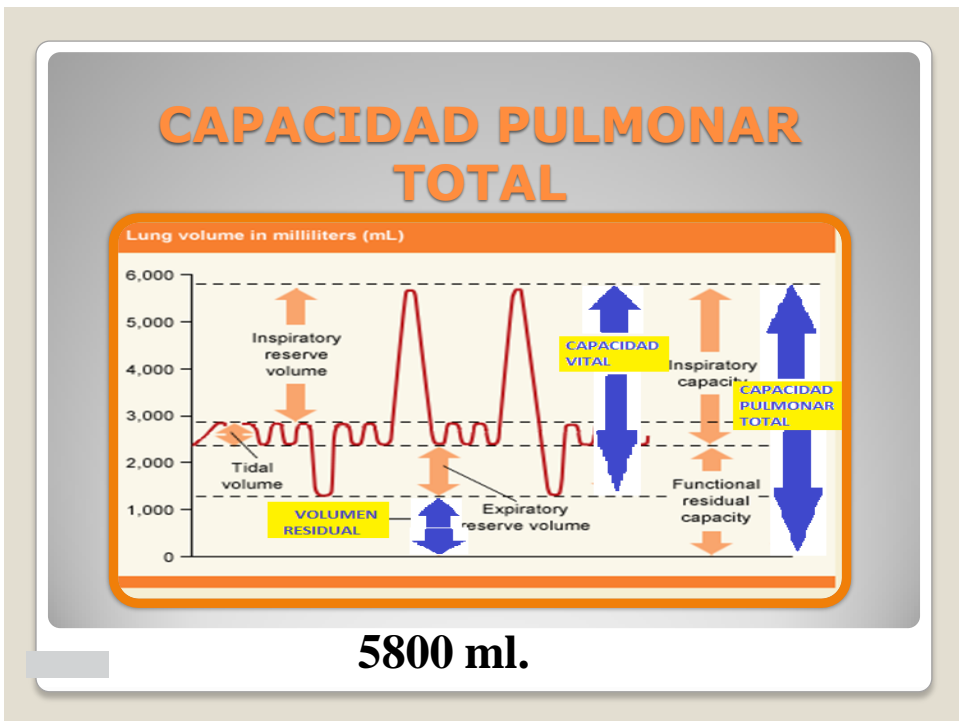 CAPACIDAD PULMONAR
TOTAL
Lung volume in milliliters (mL)
6,000
5,000
4,000
3,000
2,000
1,000
0
Inspiratory
reserve
volume
Tidal
volume
VOLUMEN
RESIDUAL
Expiratory
reserve volume
CAPACIDAD
VITAL
Inspiratory
capacity
CAPACIDAD
PULMONAR
TOTAL
Functional
residual
capacity
5800 ml.